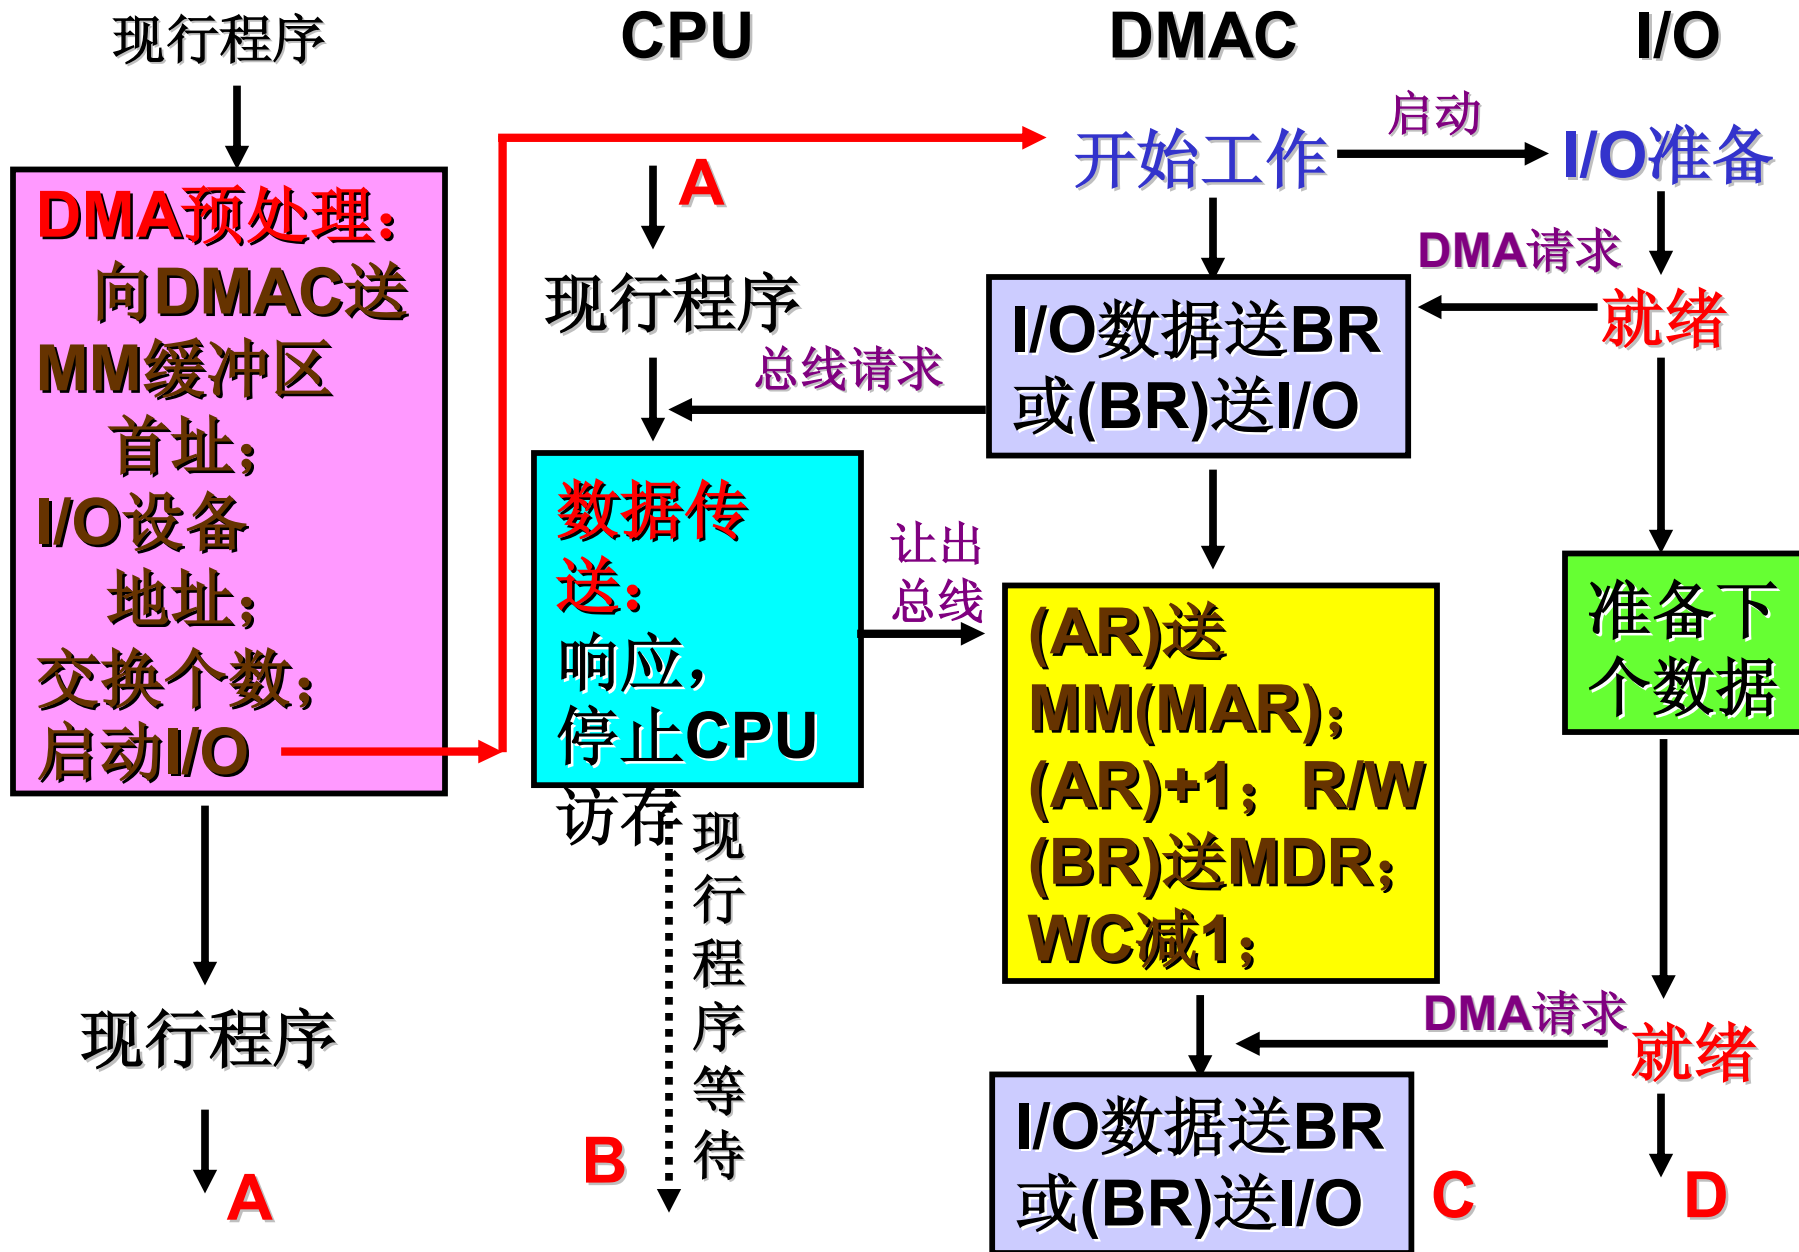 现行程序
CPU
DMAC
I/O
DMA预处理：
向DMAC送
MM缓冲区
首址；
I/O设备
地址；
交换个数；
启动I/O
现行程序
A
A
现行程序
总线请求
数据传
送：
响应，
停止CPU
访存
现行程序等待
B
让出
总线
开始工作
启动
I/O准备
DMA请求
就绪
I/O数据送BR
或(BR)送I/O
(AR)送
MM(MAR)；
(AR)+1； R/W
(BR)送MDR；
WC减1；
准备下
个数据
DMA请求
就绪
I/O数据送BR
或(BR)送I/O
C
D